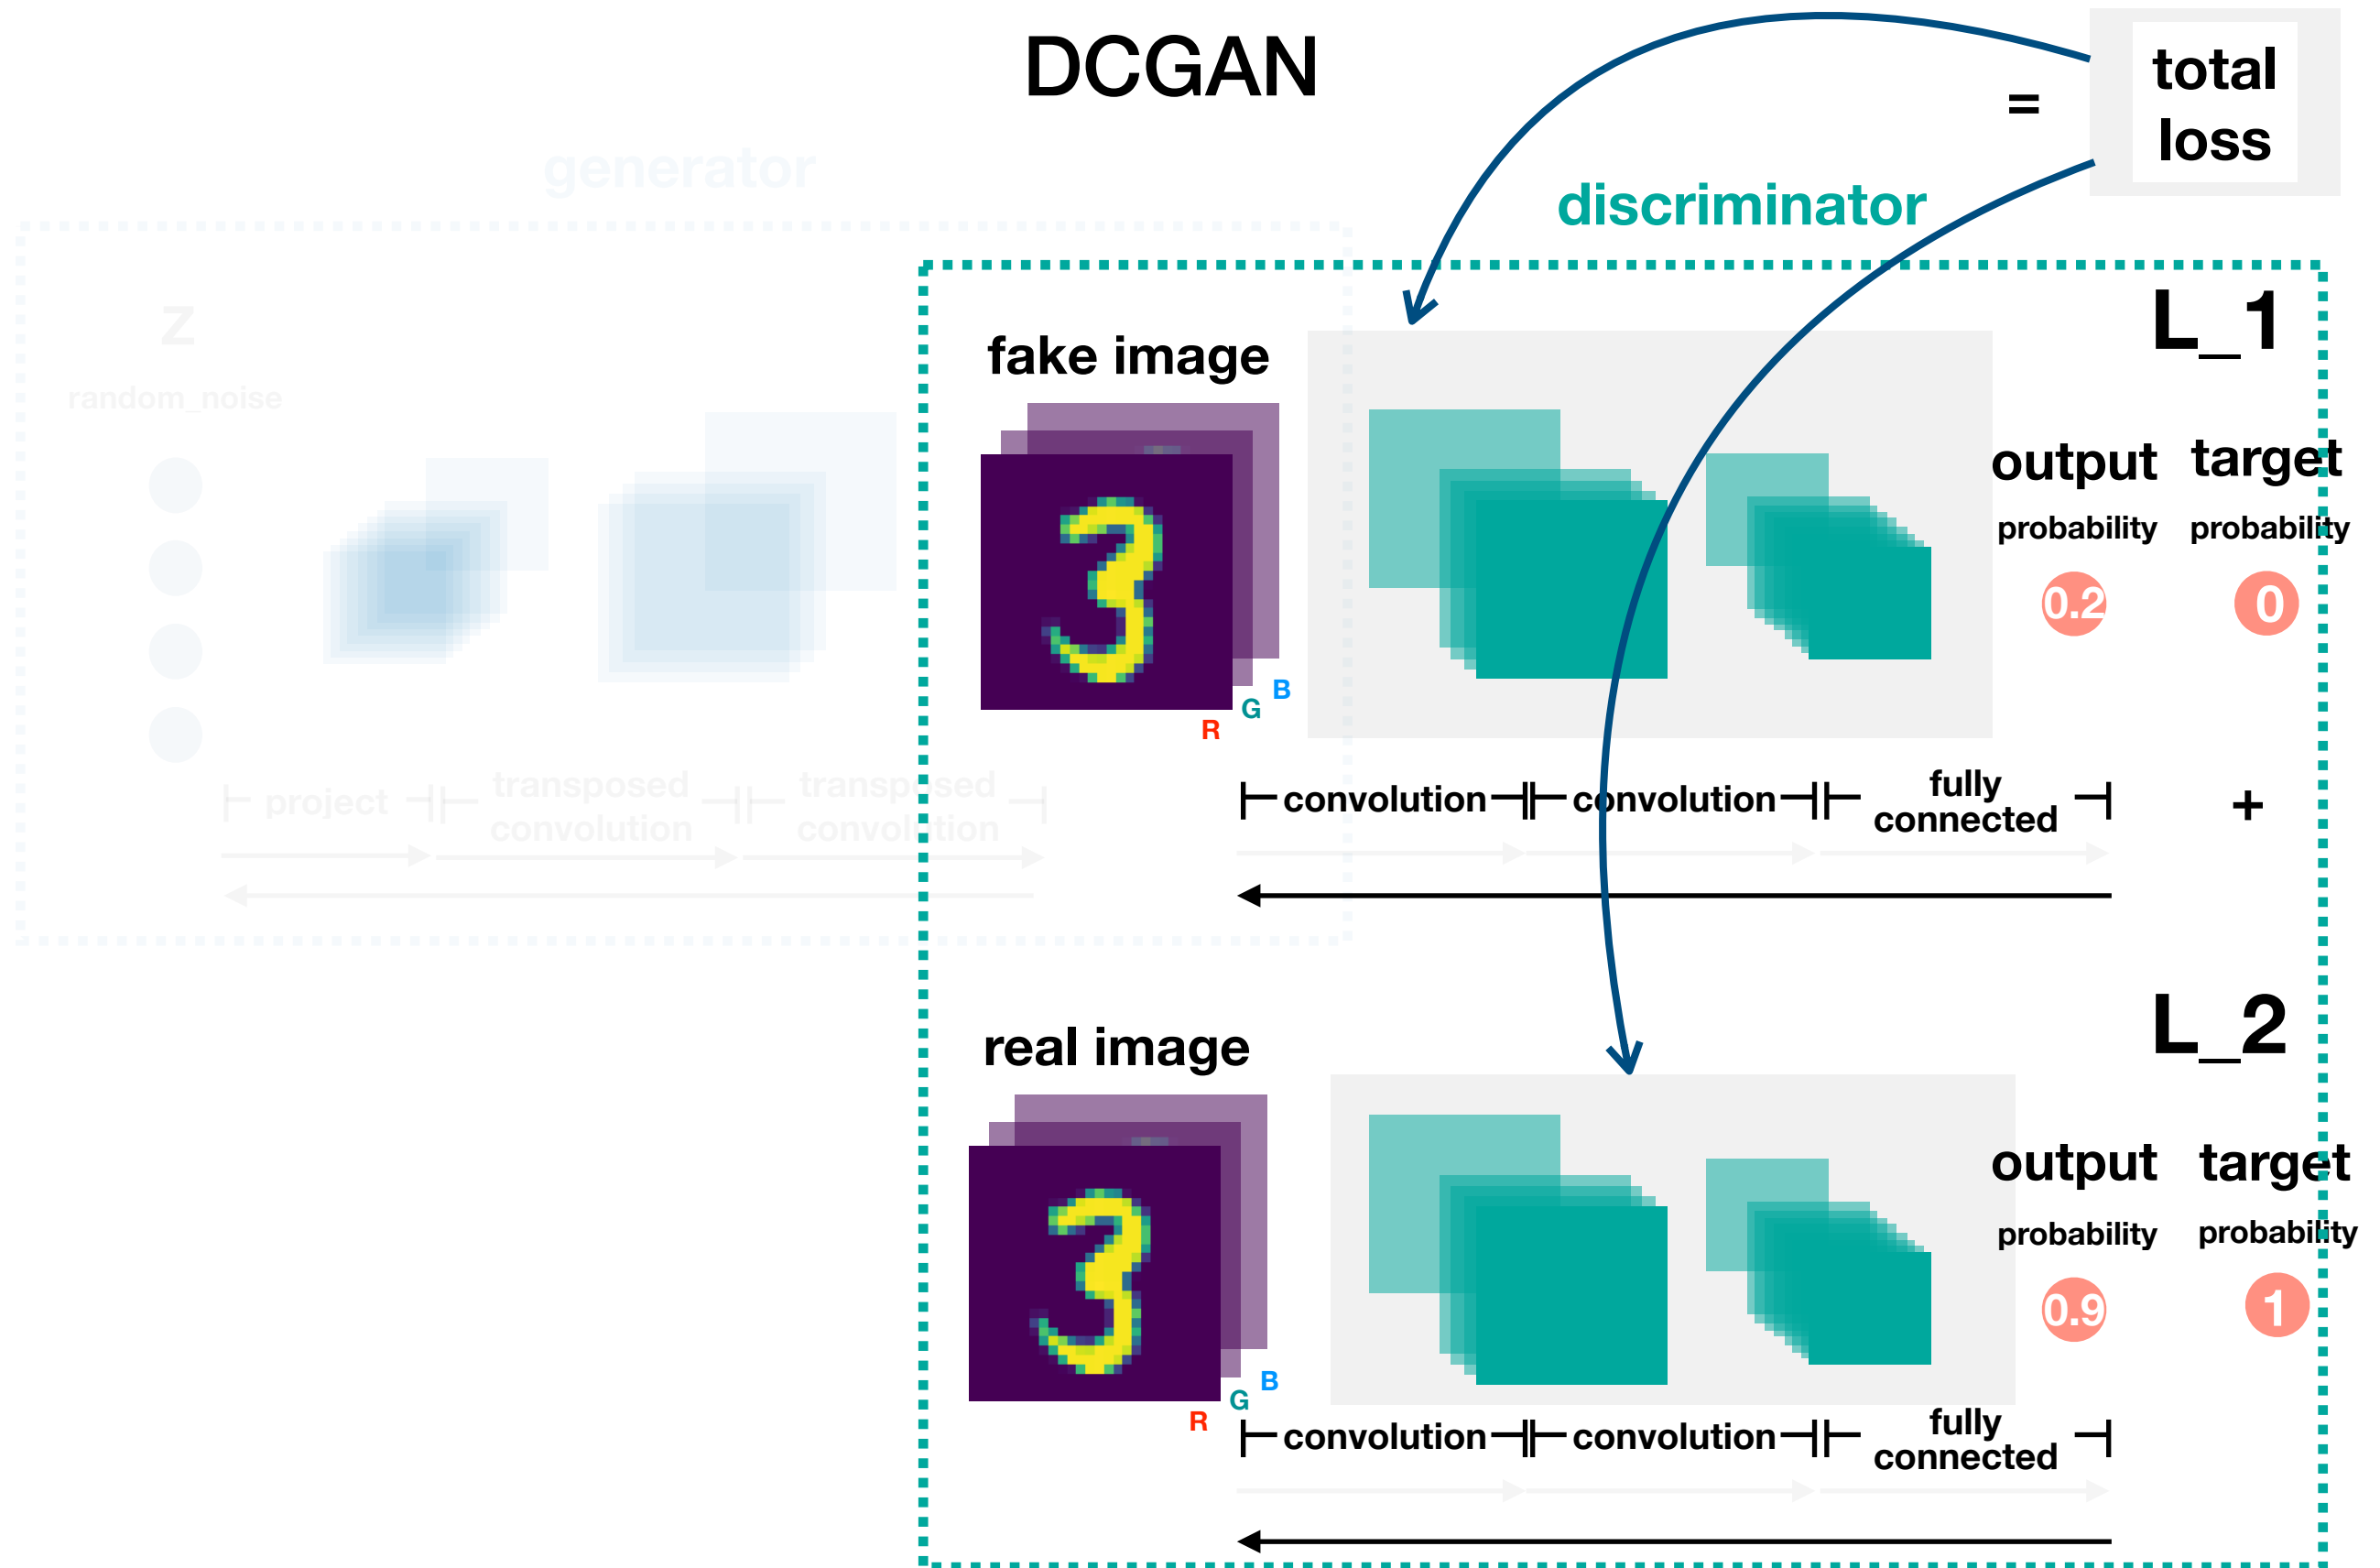 DCGAN
=
total
loss
generator
discriminator
Z
random_noise
project
transposed
convolution
transposed
convolution
fake image
R
G
B
L_1
output
target
probability
probability
0.2
0
convolution
convolution
fully
connected
+
real image
R
G
B
L_2
output
target
probability
probability
0.9
1
convolution
convolution
fully
connected